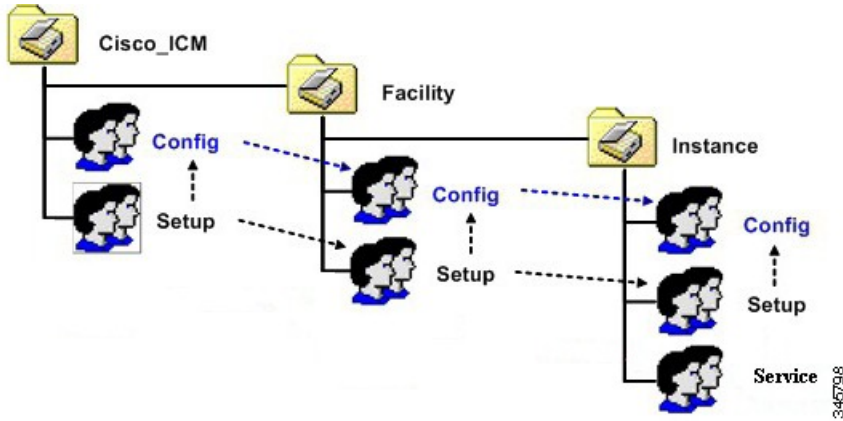 Cisco_ICM
Facility
Instance
Config
Setup
Config
Setup
Config
Setup
Service
345798